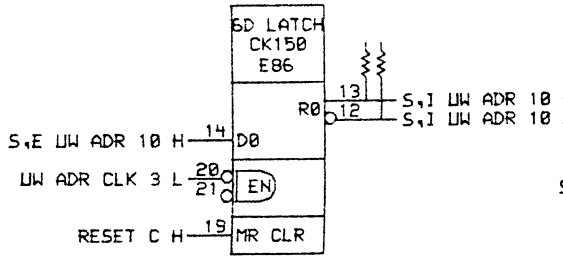 6D LATCH
CK150
E86
13
S,I UW ADR 10
R0
12
S,I UW ADR 10
S,E UW ADR 10 H
14
D0
UW ADR CLK 3 L
20
21
EN
S
RESET C H
19
MR CLR